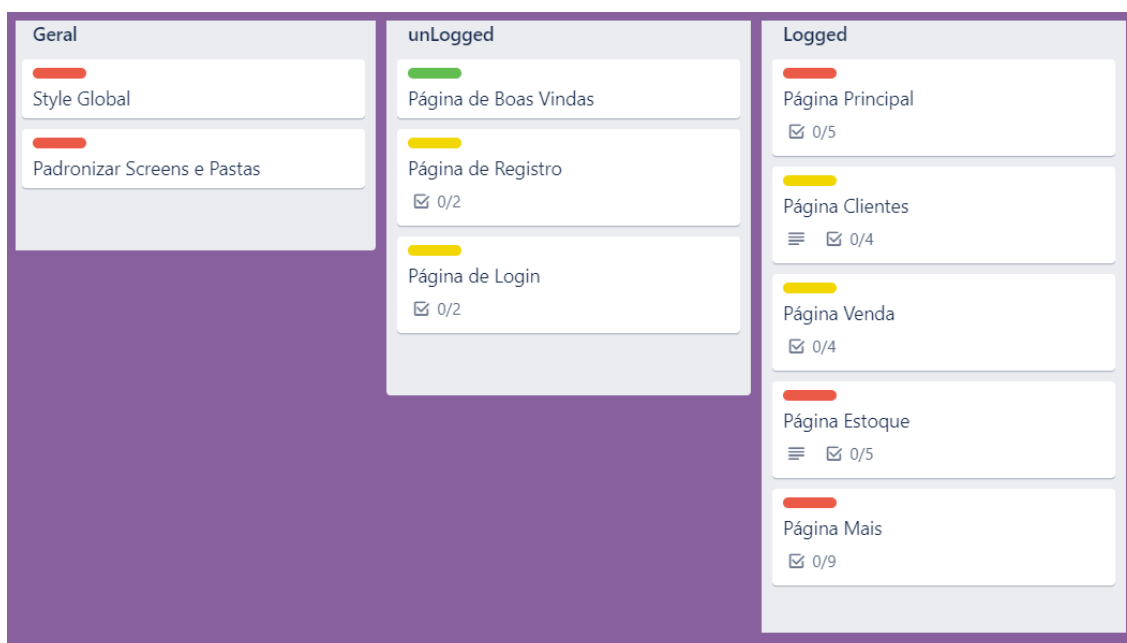 Geral
Style Global
Padronizar Screens e Pastas
unLogged
Página de Boas Vindas
Página de Registro
0/2
Página de Login
0/2
Logged
Página Principal
0/5
Página Clientes
0/4
Página Venda
0/4
Página Estoque
0/5
Página Mais
0/9